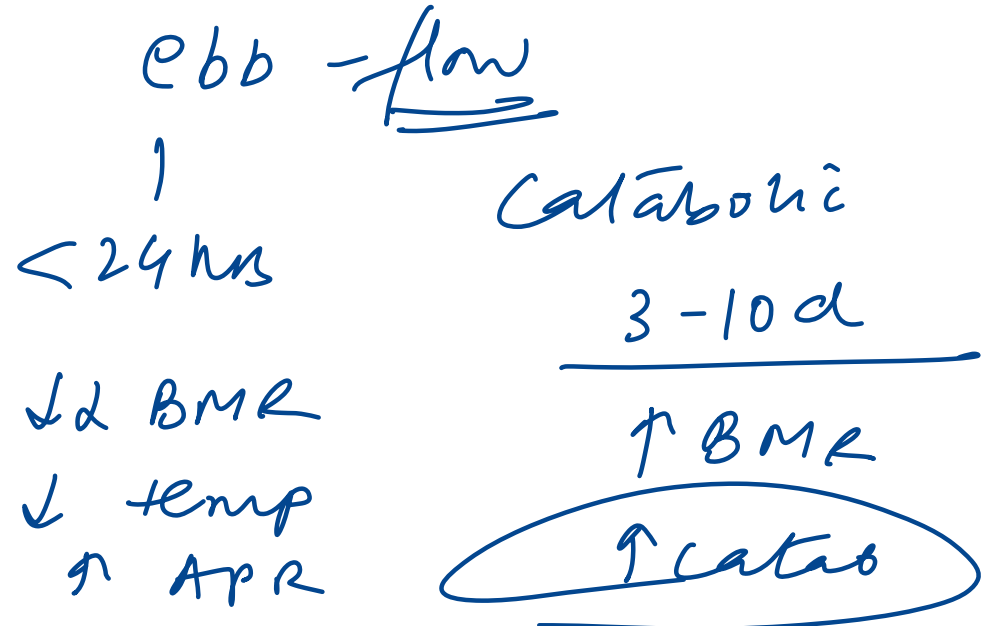 ebb - flow
Catabolic
<24 hrs
3-10 d
↓d BMR
↑ BMR
↓ temp
↑ Catab
↑ APR